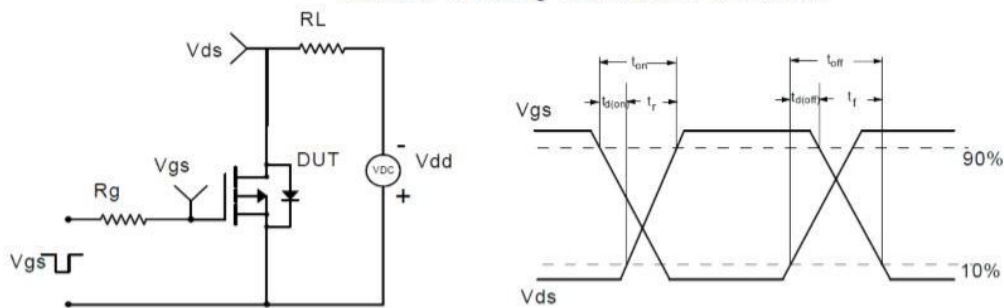 RL
Vds
Vgs
DUT
VDC
-
+
Vdd
Rg
Vgs
ton
toff
td(on)
tr
td(off)
tf
Vgs
90%
10%
Vds